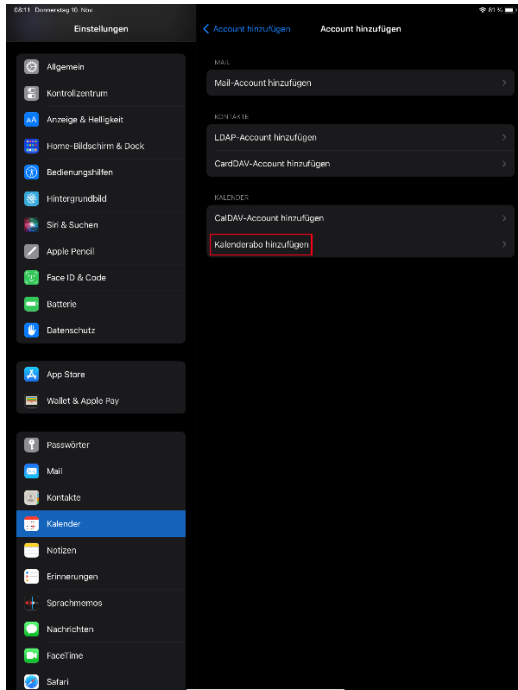 08:11 Donnerstag 10. Nov.
81 %
Einstellungen
Account hinzufügen
Account hinzufügen
Allgemein
Kontrollzentrum
AA
Anzeige & Helligkeit
Home-Bildschirm & Dock
Bedienungshilfen
Hintergrundbild
Siri & Suchen
Apple Pencil
Face ID & Code
Batterie
Datenschutz
App Store
Wallet & Apple Pay
Passwörter
Mail
Kontakte
Kalender
Notizen
Erinnerungen
Sprachmemos
Nachrichten
FaceTime
Safari
MAIL
Mail-Account hinzufügen
KONTAKTE
LDAP-Account hinzufügen
CardDAV-Account hinzufügen
KALENDER
CalDAV-Account hinzufügen
Kalenderabo hinzufügen